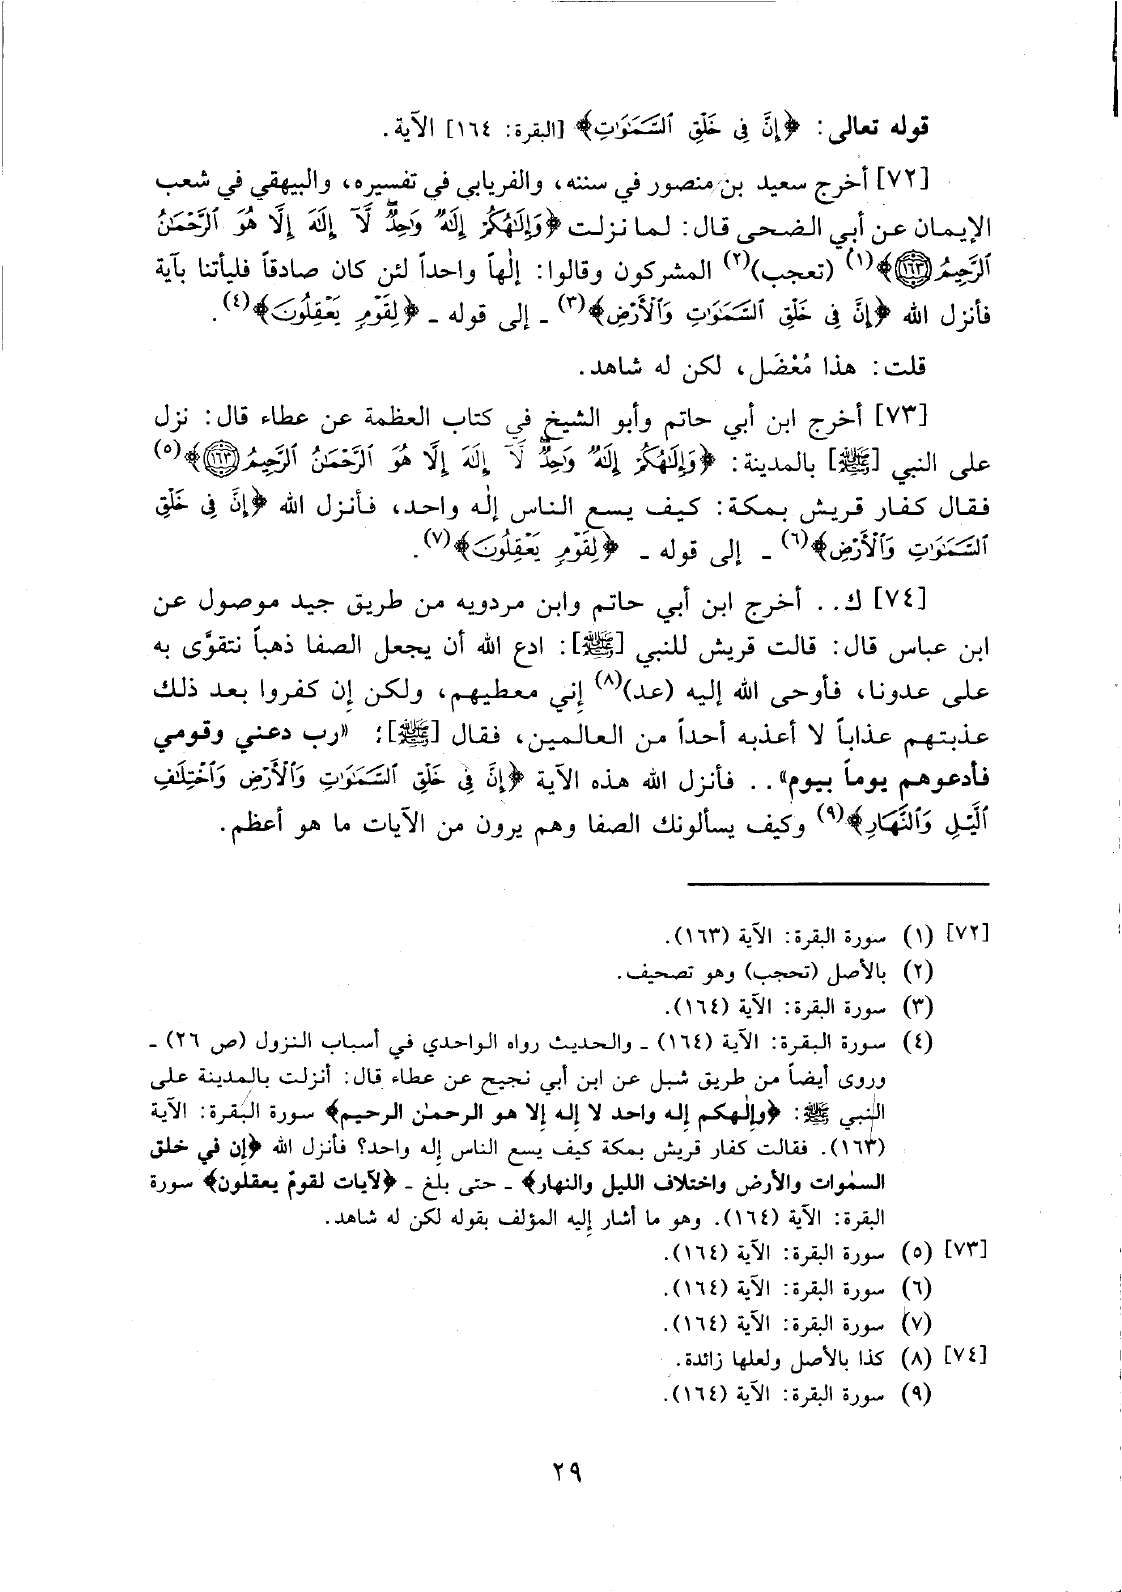 قوله تعالى: ﴿إِنَّ فِى خَلْقِ ٱلسَّمَـٰوَٰتِ﴾ [البقرة: ١٦٤] الآية.
[٧٢] أخرج سعيد بن منصور في سننه، والفريابي في تفسيره، والبيهقي في شعب
الإيمان عن أبي الضحى قال: لما نزلت ﴿وَإِلَـٰهُكُمْ إِلَـٰهٌ وَٰحِدٌ لَّآ إِلَـٰهَ إِلَّا هُوَ ٱلرَّحْمَـٰنُ
ٱلرَّحِيمُ ١٦٣﴾(١) (تعجب)(٢) المشركون وقالوا: إلٰهاً واحداً لئن كان صادقاً فليأتنا بآية
فأنزل الله ﴿إِنَّ فِى خَلْقِ ٱلسَّمَـٰوَٰتِ وَٱلْأَرْضِ﴾(٣) ـ إلى قوله ـ ﴿لِقَوْمٍ يَعْقِلُونَ﴾(٤).
قلت: هذا مُعْضَل، لكن له شاهد.
[٧٣] أخرج ابن أبي حاتم وأبو الشيخ في كتاب العظمة عن عطاء قال: نزل
على النبي [ﷺ] بالمدينة: ﴿وَإِلَـٰهُكُمْ إِلَـٰهٌ وَٰحِدٌ لَّآ إِلَـٰهَ إِلَّا هُوَ ٱلرَّحْمَـٰنُ ٱلرَّحِيمُ ١٦٣﴾(٥)
فقال كفار قريش بمكة: كيف يسع الناس إلٰه واحد، فأنزل الله ﴿إِنَّ فِى خَلْقِ
ٱلسَّمَـٰوَٰتِ وَٱلْأَرْضِ﴾(٦) ـ إلى قوله ـ ﴿لِقَوْمٍ يَعْقِلُونَ﴾(٧).
[٧٤] ك.. أخرج ابن أبي حاتم وابن مردويه من طريق جيد موصول عن
ابن عباس قال: قالت قريش للنبي [ﷺ]: ادع الله أن يجعل الصفا ذهباً نتقوَّى به
على عدونا، فأوحى الله إليه (عد)(٨) إني معطيهم، ولكن إن كفروا بعد ذلك
عذبتهم عذاباً لا أعذبه أحداً من العالمين، فقال [ﷺ]: «رب دعني وقومي
فأدعوهم يوماً بيوم».. فأنزل الله هذه الآية ﴿إِنَّ فِى خَلْقِ ٱلسَّمَـٰوَٰتِ وَٱلْأَرْضِ وَٱخْتِلَـٰفِ
ٱلَّيْلِ وَٱلنَّهَارِ﴾(٩) وكيف يسألونك الصفا وهم يرون من الآيات ما هو أعظم.
[٧٢] (١) سورة البقرة: الآية (١٦٣).
(٢) بالأصل (تحجب) وهو تصحيف.
(٣) سورة البقرة: الآية (١٦٤).
(٤) سورة البقرة: الآية (١٦٤) ـ والحديث رواه الواحدي في أسباب النزول (ص ٢٦) ـ
وروى أيضاً من طريق شبل عن ابن أبي نجيح عن عطاء قال: أنزلت بالمدينة على
النبي ﷺ: ﴿وإلٰهكم إله واحد لا إله إلا هو الرحمٰن الرحيم﴾ سورة البقرة: الآية
(١٦٣). فقالت كفار قريش بمكة كيف يسع الناس إله واحد؟ فأنزل الله ﴿إن في خلق
السمٰوات والأرض واختلاف الليل والنهار﴾ ـ حتى بلغ ـ ﴿لآيات لقومٌ يعقلون﴾ سورة
البقرة: الآية (١٦٤). وهو ما أشار إليه المؤلف بقوله لكن له شاهد.
[٧٣] (٥) سورة البقرة: الآية (١٦٤).
(٦) سورة البقرة: الآية (١٦٤).
(٧) سورة البقرة: الآية (١٦٤).
[٧٤] (٨) كذا بالأصل ولعلها زائدة.
(٩) سورة البقرة: الآية (١٦٤).
٢٩